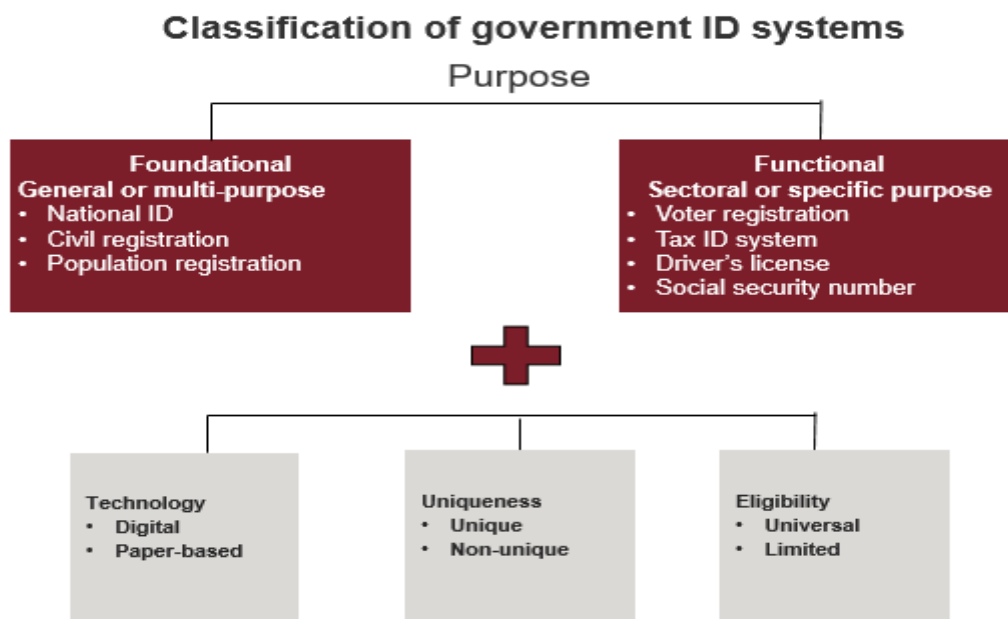 Classification of government ID systems
Purpose
Foundational
General or multi-purpose
• National ID
• Civil registration
• Population registration
Functional
Sectoral or specific purpose
• Voter registration
• Tax ID system
• Driver's license
• Social security number
Technology
• Digital
• Paper-based
Uniqueness
• Unique
• Non-unique
Eligibility
• Universal
• Limited